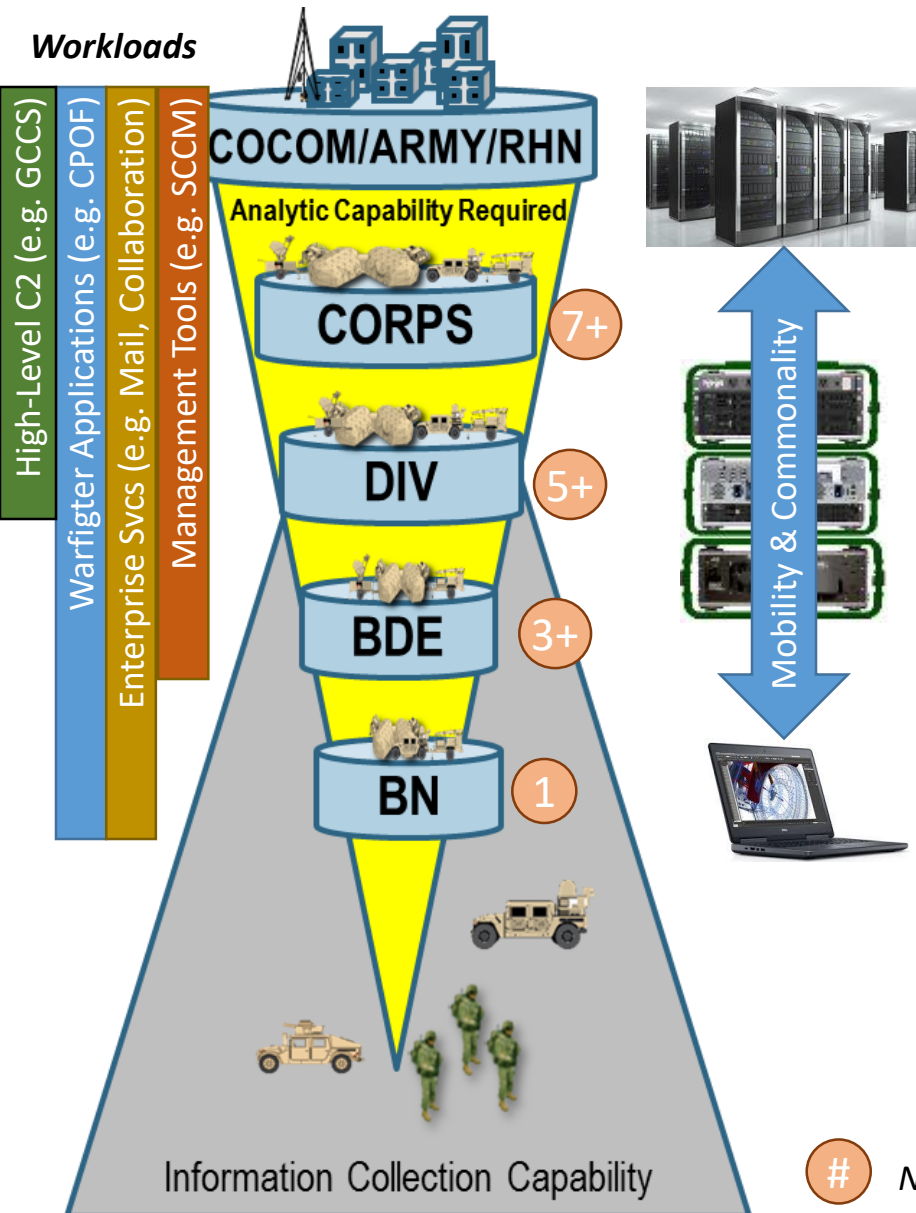 Workloads
High-Level C2 (e.g. GCCS)
Warfigter Applications (e.g. CPOF)
Enterprise Svcs (e.g. Mail, Collaboration)
Management Tools (e.g. SCCM)
COCOM/ARMY/RHN
Analytic Capability Required
CORPS
7+
DIV
5+
BDE
3+
BN
1
Mobility & Commonality
Information Collection Capability
#